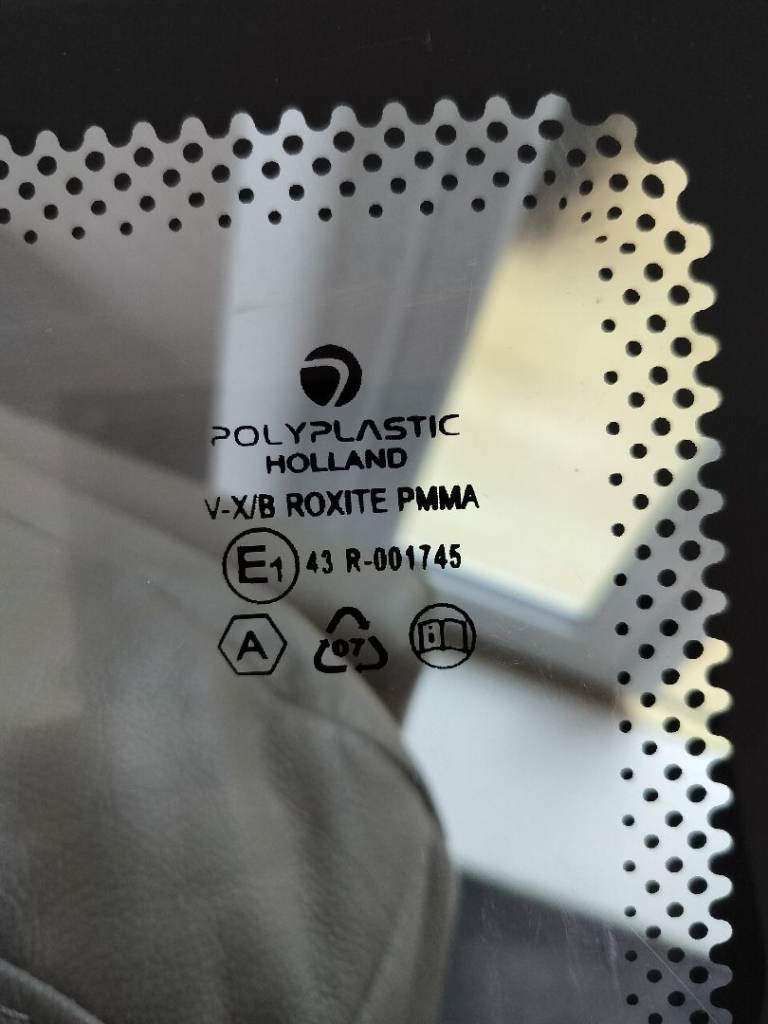 POLYPLASTIC
HOLLAND
V-X/B ROXITE PMMA
E1 43 R-001745
A 07 i